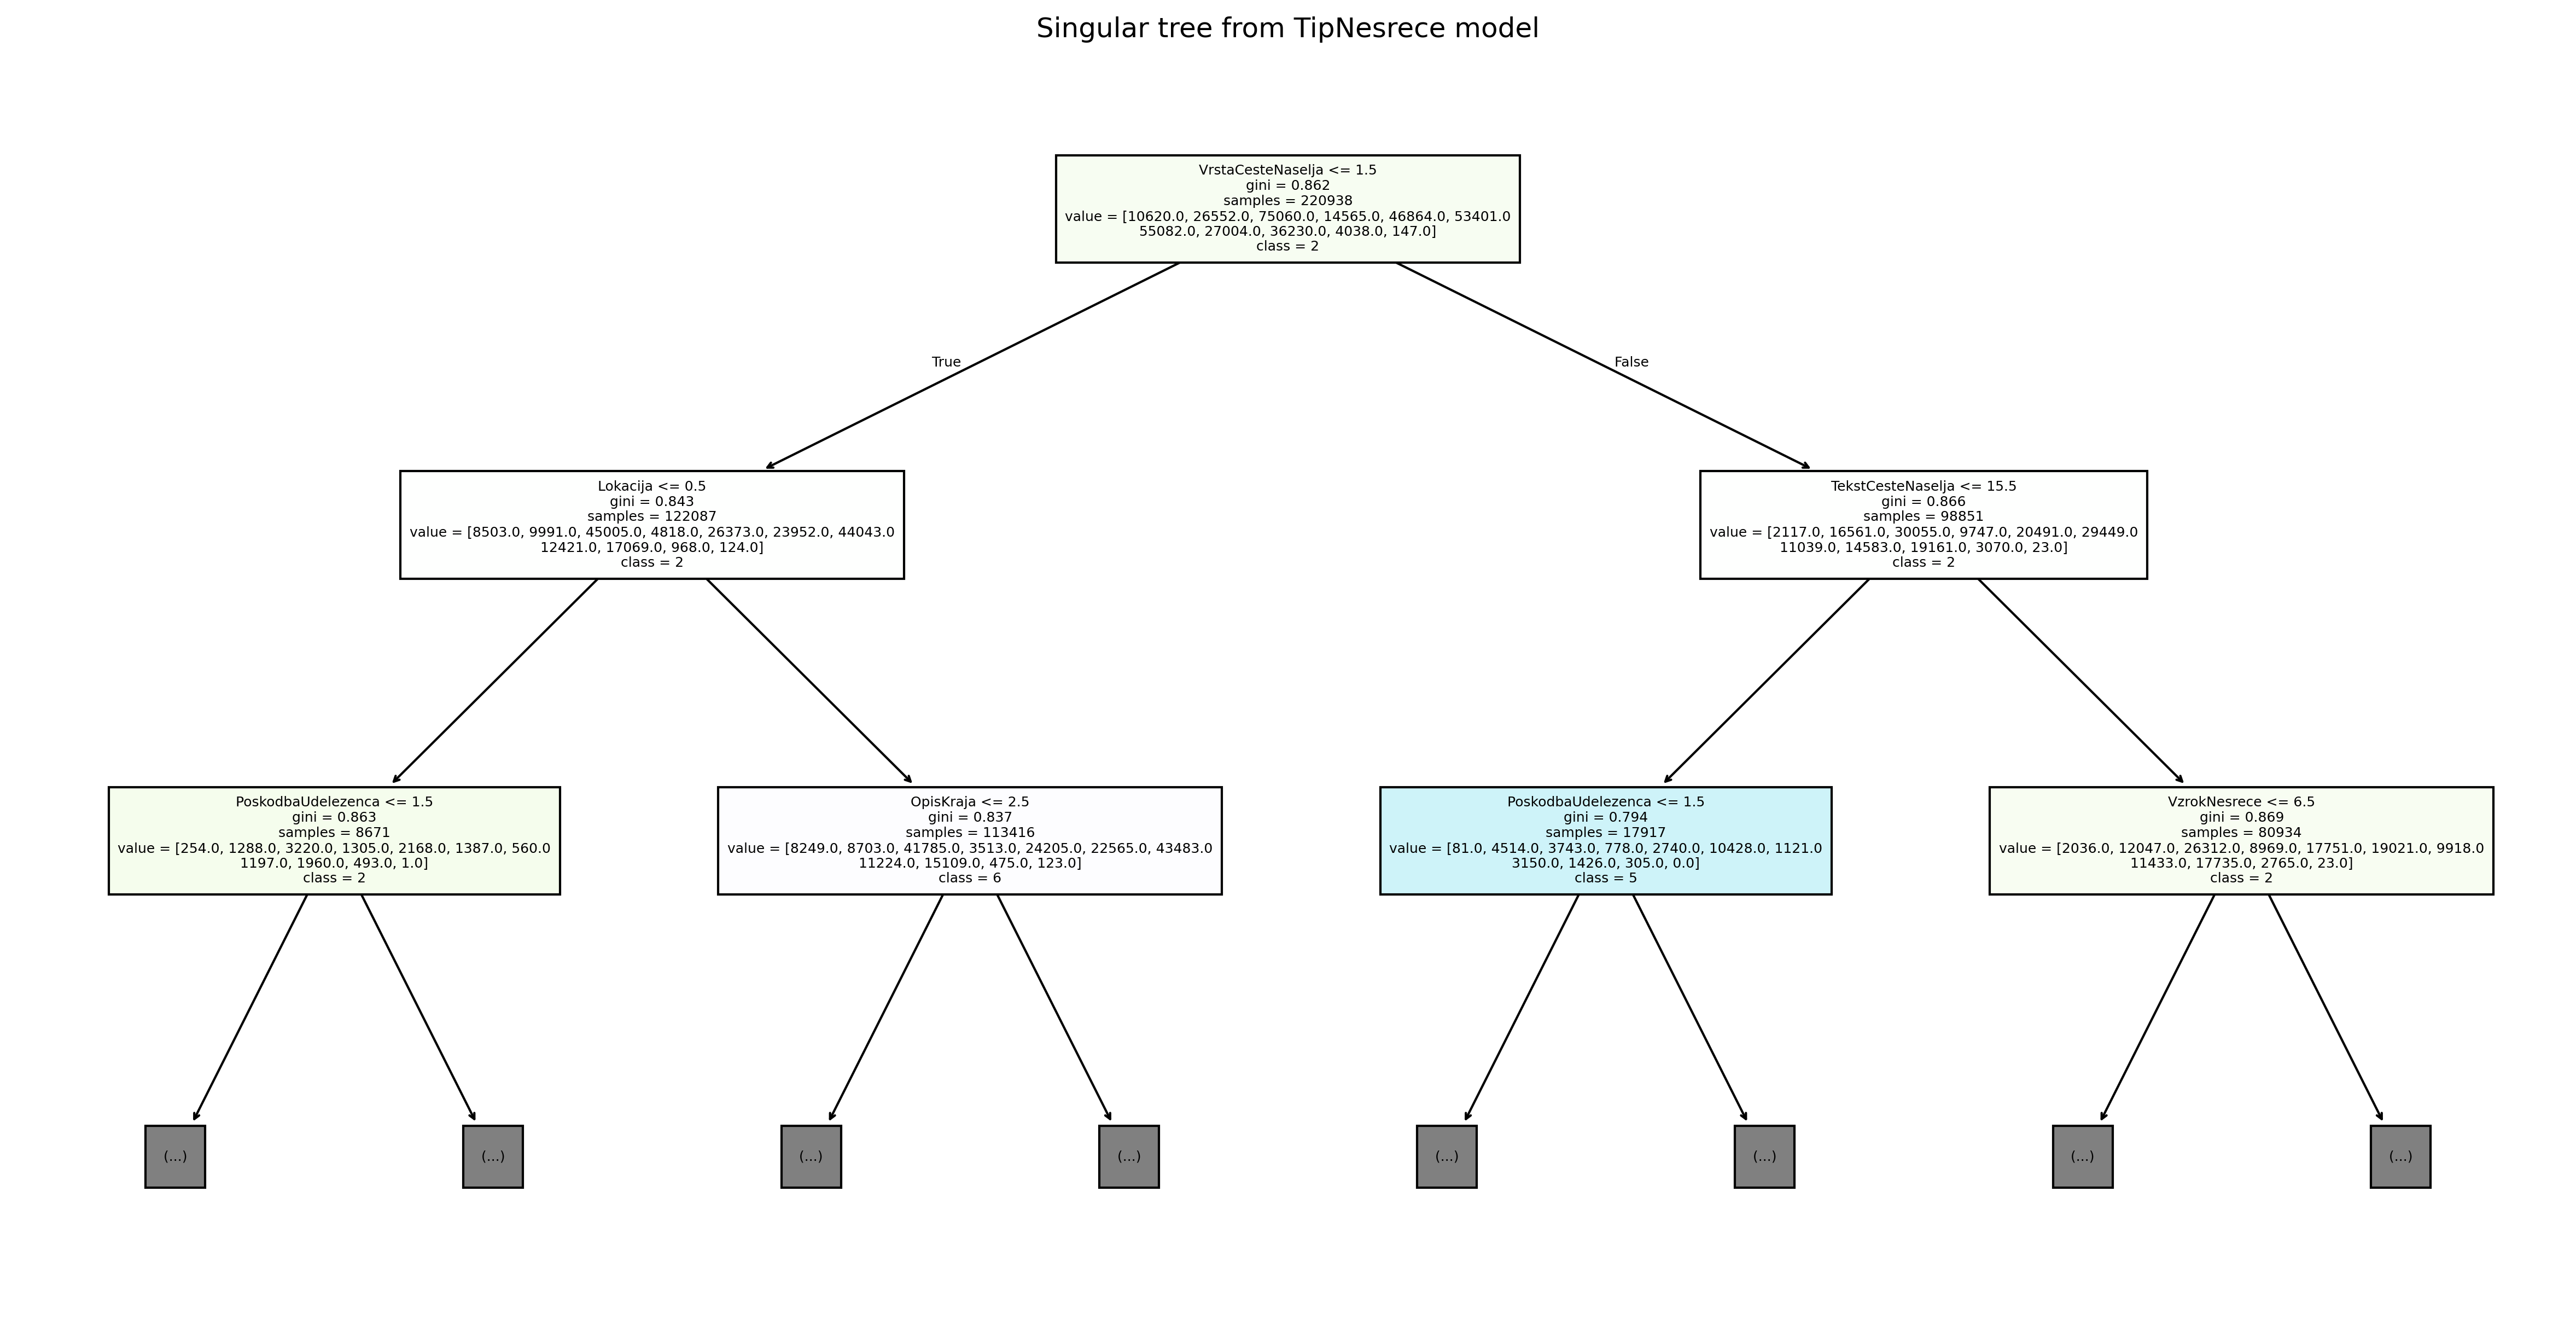 Singular tree from TipNesrece model
VrstaCesteNaselja <= 1.5
gini = 0.862
samples = 220938
value = [10620.0, 26552.0, 75060.0, 14565.0, 46864.0, 53401.0
55082.0, 27004.0, 36230.0, 4038.0, 147.0]
class = 2
True
False
Lokacija <= 0.5
gini = 0.843
samples = 122087
value = [8503.0, 9991.0, 45005.0, 4818.0, 26373.0, 23952.0, 44043.0
12421.0, 17069.0, 968.0, 124.0]
class = 2
TekstCesteNaselja <= 15.5
gini = 0.866
samples = 98851
value = [2117.0, 16561.0, 30055.0, 9747.0, 20491.0, 29449.0
11039.0, 14583.0, 19161.0, 3070.0, 23.0]
class = 2
PoskodbaUdelezenca <= 1.5
gini = 0.863
samples = 8671
value = [254.0, 1288.0, 3220.0, 1305.0, 2168.0, 1387.0, 560.0
1197.0, 1960.0, 493.0, 1.0]
class = 2
OpisKraja <= 2.5
gini = 0.837
samples = 113416
value = [8249.0, 8703.0, 41785.0, 3513.0, 24205.0, 22565.0, 43483.0
11224.0, 15109.0, 475.0, 123.0]
class = 6
PoskodbaUdelezenca <= 1.5
gini = 0.794
samples = 17917
value = [81.0, 4514.0, 3743.0, 778.0, 2740.0, 10428.0, 1121.0
3150.0, 1426.0, 305.0, 0.0]
class = 5
VzrokNesrece <= 6.5
gini = 0.869
samples = 80934
value = [2036.0, 12047.0, 26312.0, 8969.0, 17751.0, 19021.0, 9918.0
11433.0, 17735.0, 2765.0, 23.0]
class = 2
(...)
(...)
(...)
(...)
(...)
(...)
(...)
(...)